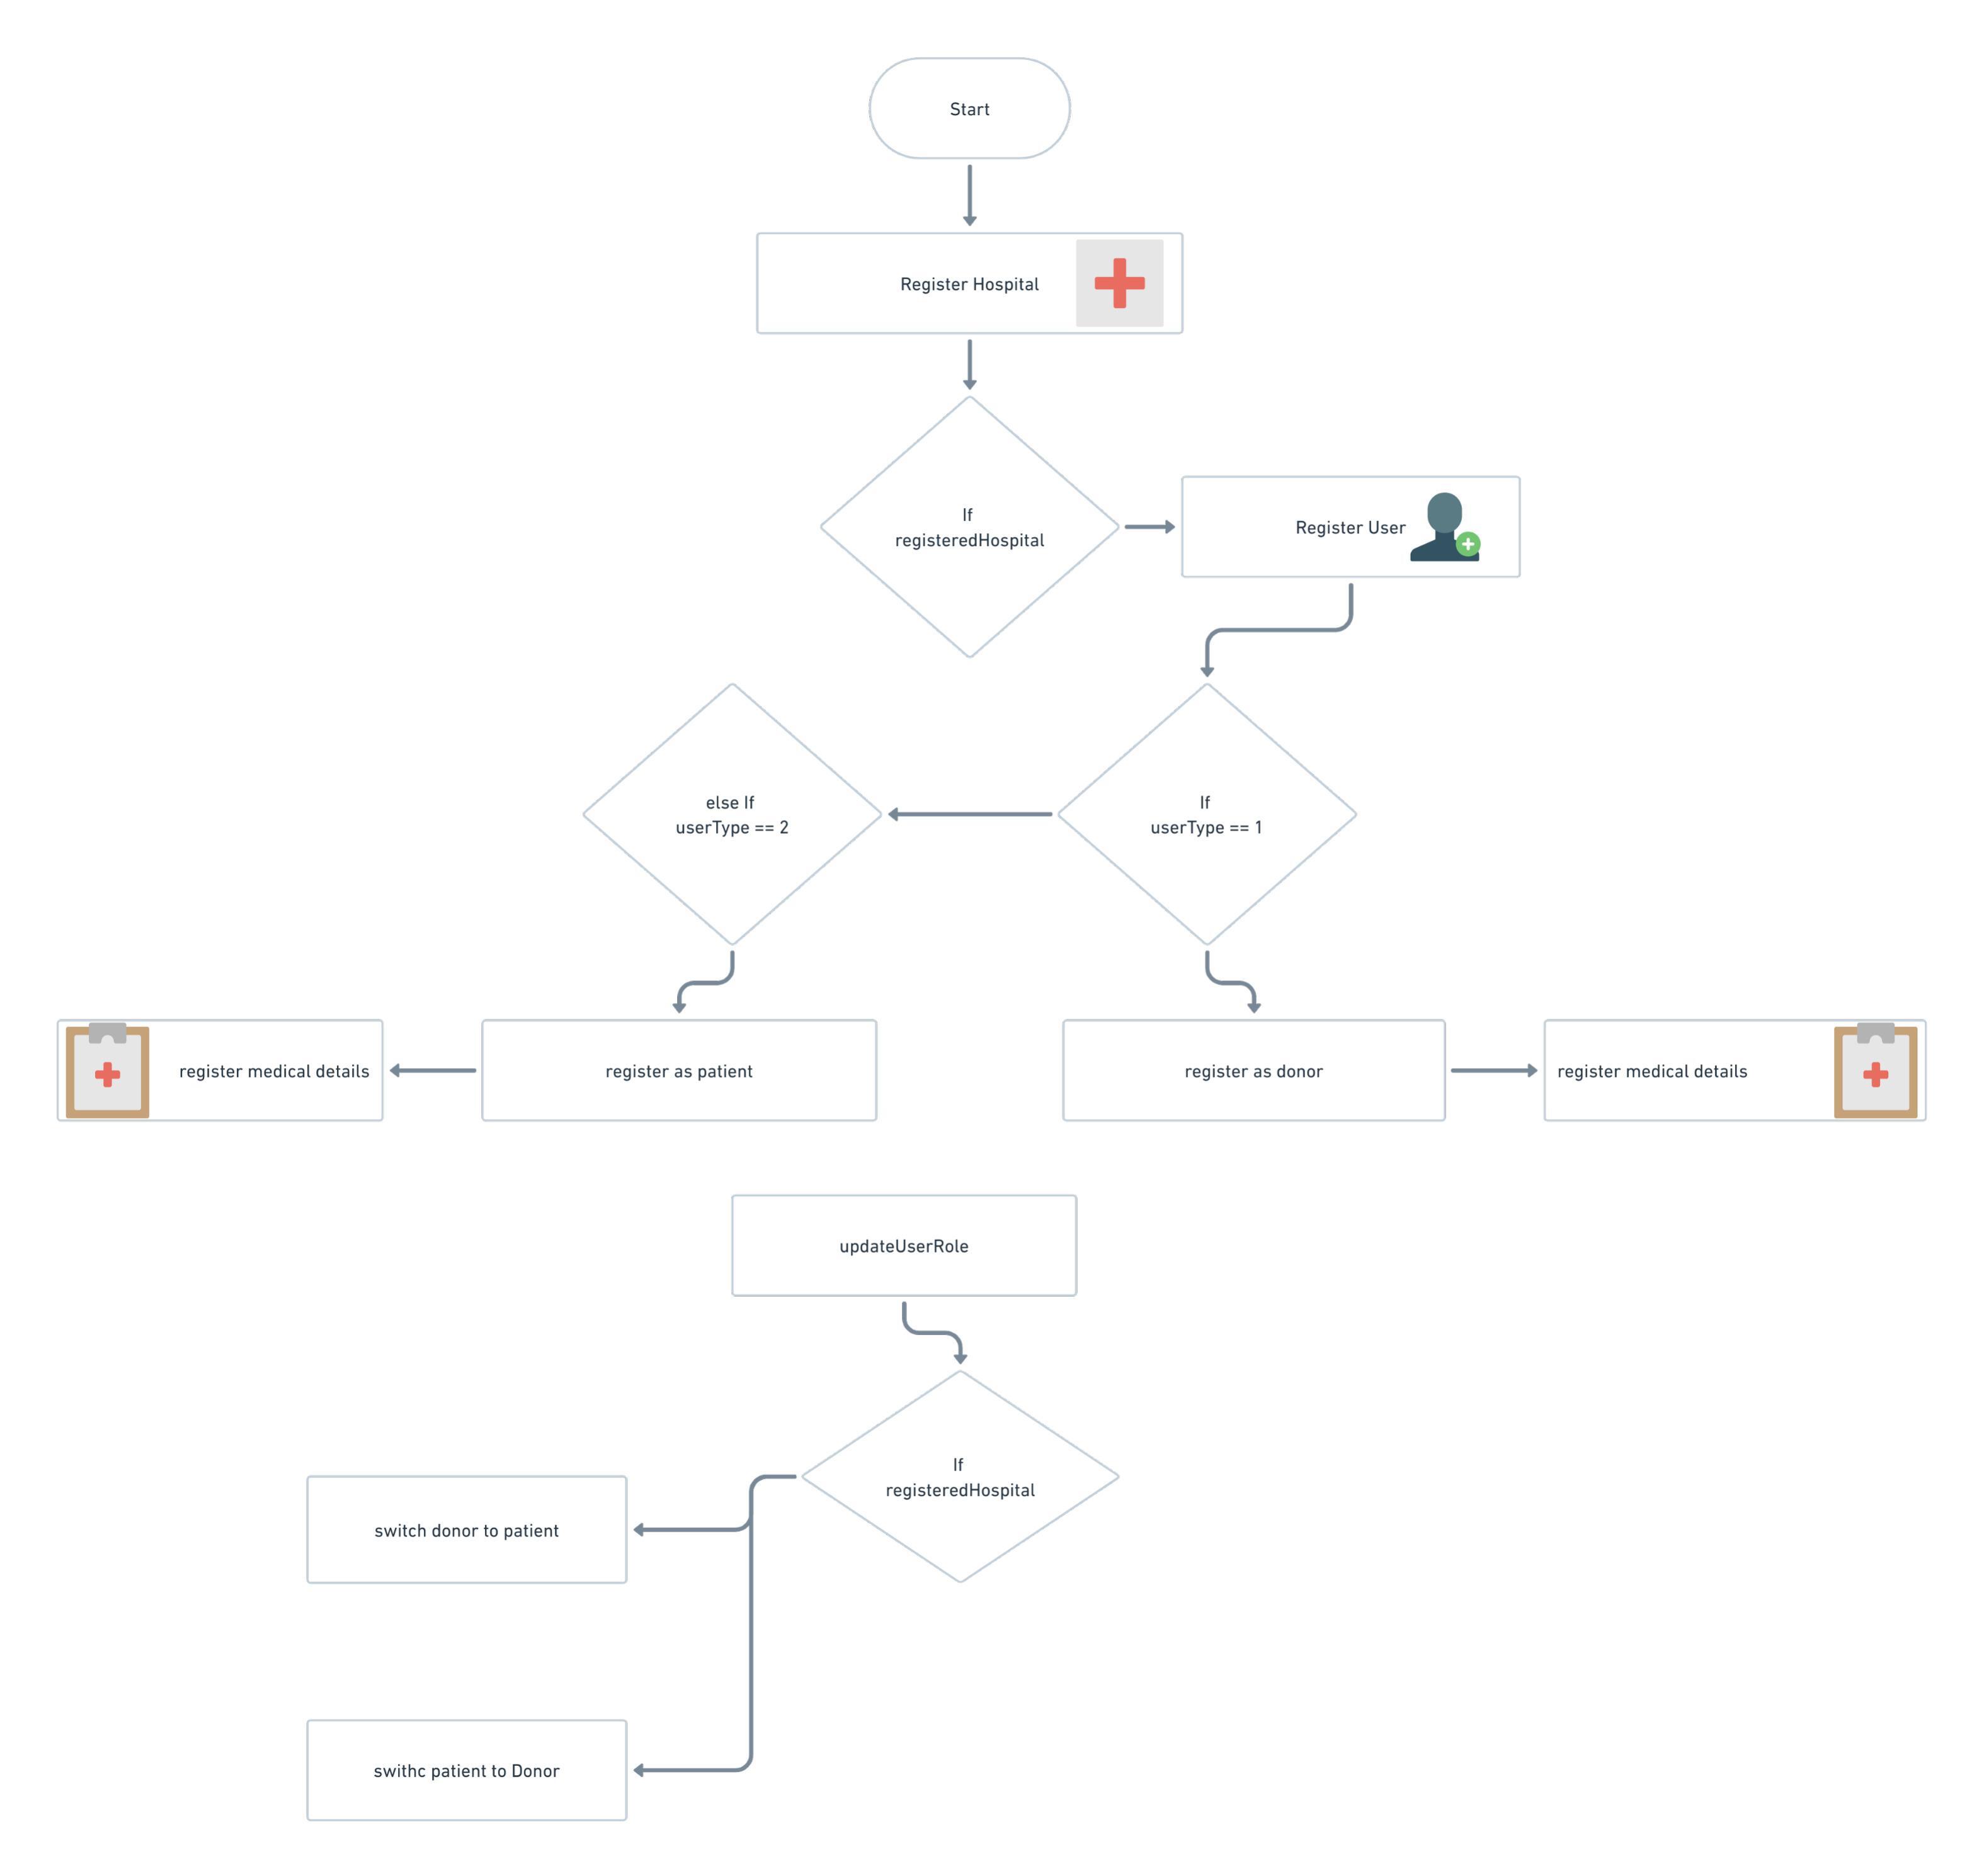 Start
Register Hospital
If
registeredHospital
Register User
else If
userType == 2
If
userType == 1
register medical details
register as patient
register as donor
register medical details
updateUserRole
If
registeredHospital
switch donor to patient
swithc patient to Donor